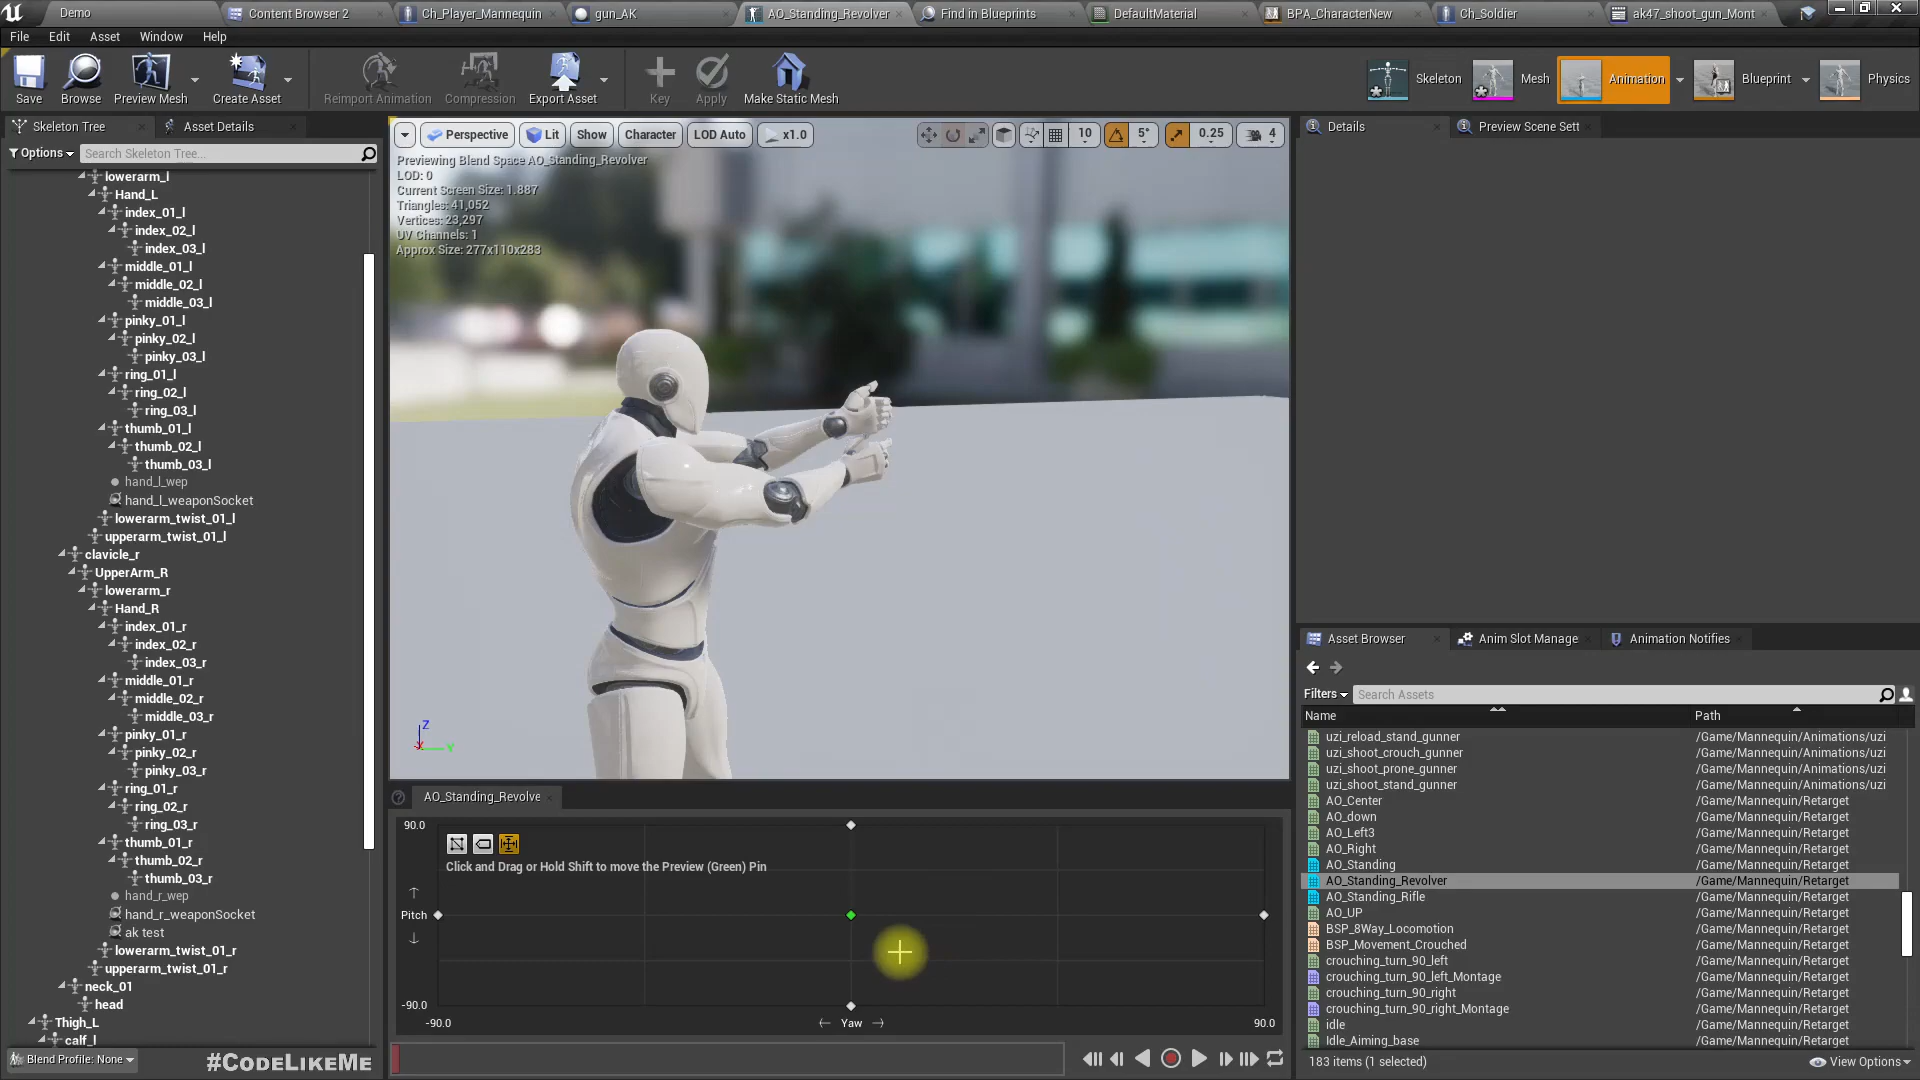 Demo
Content Browser 2
Ch_Player_Mannequin
gun_AK
AO_Standing_Revolver
Find in Blueprints
DefaultMaterial
BPA_CharacterNew
Ch_Soldier
ak47_shoot_gun_Mont
File
Edit
Asset
Window
Help
Save
Browse
Preview Mesh
Create Asset
Reimport Animation
Compression
Export Asset
Key
Apply
Make Static Mesh
Skeleton
Mesh
Animation
Blueprint
Physics
Skeleton Tree
Asset Details
Options
Search Skeleton Tree...
lowerarm_l
Hand_L
index_01_l
index_02_l
index_03_l
middle_01_l
middle_02_l
middle_03_l
pinky_01_l
pinky_02_l
pinky_03_l
ring_01_l
ring_02_l
ring_03_l
thumb_01_l
thumb_02_l
thumb_03_l
hand_l_wep
hand_l_weaponSocket
lowerarm_twist_01_l
upperarm_twist_01_l
clavicle_r
UpperArm_R
lowerarm_r
Hand_R
index_01_r
index_02_r
index_03_r
middle_01_r
middle_02_r
middle_03_r
pinky_01_r
pinky_02_r
pinky_03_r
ring_01_r
ring_02_r
ring_03_r
thumb_01_r
thumb_02_r
thumb_03_r
hand_r_wep
hand_r_weaponSocket
ak test
lowerarm_twist_01_r
upperarm_twist_01_r
neck_01
head
Thigh_L
calf_l
Blend Profile: None
#CODELIKEME
Perspective
Lit
Show
Character
LOD Auto
x1.0
10
5°
0.25
4
Previewing Blend Space AO_Standing_Revolver
LOD: 0
Current Screen Size: 1.887
Triangles: 41,052
Vertices: 23,297
UV Channels: 1
Approx Size: 277x110x283
Z
X
Y
AO_Standing_Revolve
90.0
Click and Drag or Hold Shift to move the Preview (Green) Pin
Pitch
-90.0
-90.0
Yaw
90.0
Details
Preview Scene Sett
Asset Browser
Anim Slot Manage
Animation Notifies
Filters
Search Assets
Name
Path
uzi_reload_stand_gunner /Game/Mannequin/Animations/uzi
uzi_shoot_crouch_gunner /Game/Mannequin/Animations/uzi
uzi_shoot_prone_gunner /Game/Mannequin/Animations/uzi
uzi_shoot_stand_gunner /Game/Mannequin/Animations/uzi
AO_Center /Game/Mannequin/Retarget
AO_down /Game/Mannequin/Retarget
AO_Left3 /Game/Mannequin/Retarget
AO_Right /Game/Mannequin/Retarget
AO_Standing /Game/Mannequin/Retarget
AO_Standing_Revolver /Game/Mannequin/Retarget
AO_Standing_Rifle /Game/Mannequin/Retarget
AO_UP /Game/Mannequin/Retarget
BSP_8Way_Locomotion /Game/Mannequin/Retarget
BSP_Movement_Crouched /Game/Mannequin/Retarget
crouching_turn_90_left /Game/Mannequin/Retarget
crouching_turn_90_left_Montage /Game/Mannequin/Retarget
crouching_turn_90_right /Game/Mannequin/Retarget
crouching_turn_90_right_Montage /Game/Mannequin/Retarget
idle /Game/Mannequin/Retarget
Idle_Aiming_base /Game/Mannequin/Retarget
183 items (1 selected)
View Options